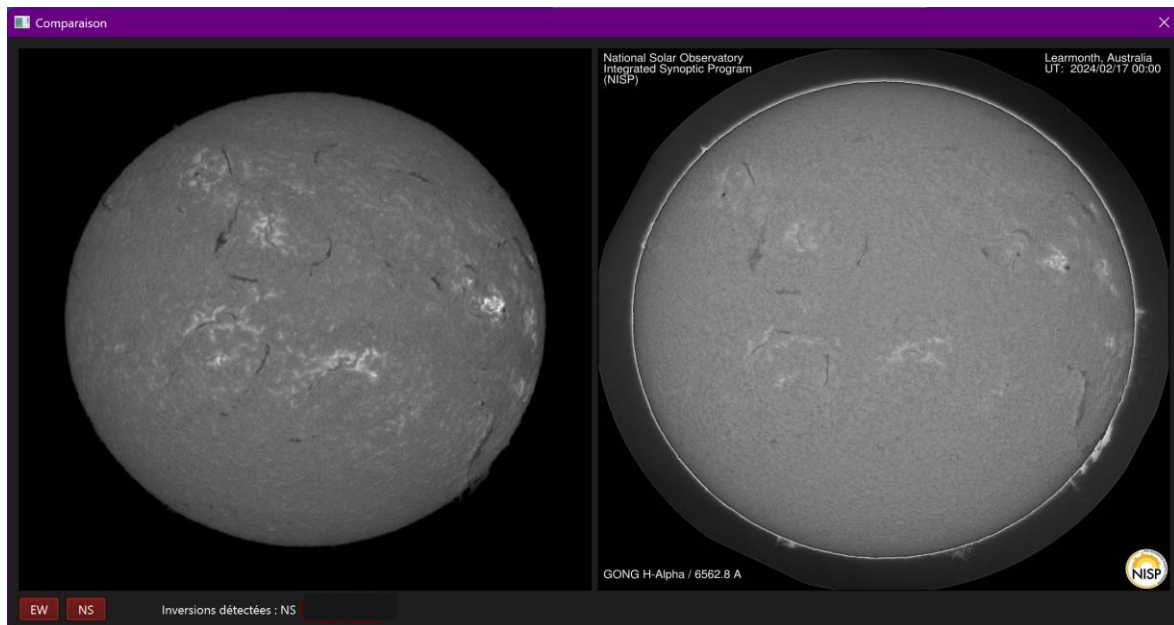 Comparaison
National Solar Observatory
Integrated Synoptic Program
(NISP)
Learmonth, Australia
UT: 2024/02/17 00:00
GONG H-Alpha / 6562.8 A
NISP
EW
NS
Inversions détectées : NS